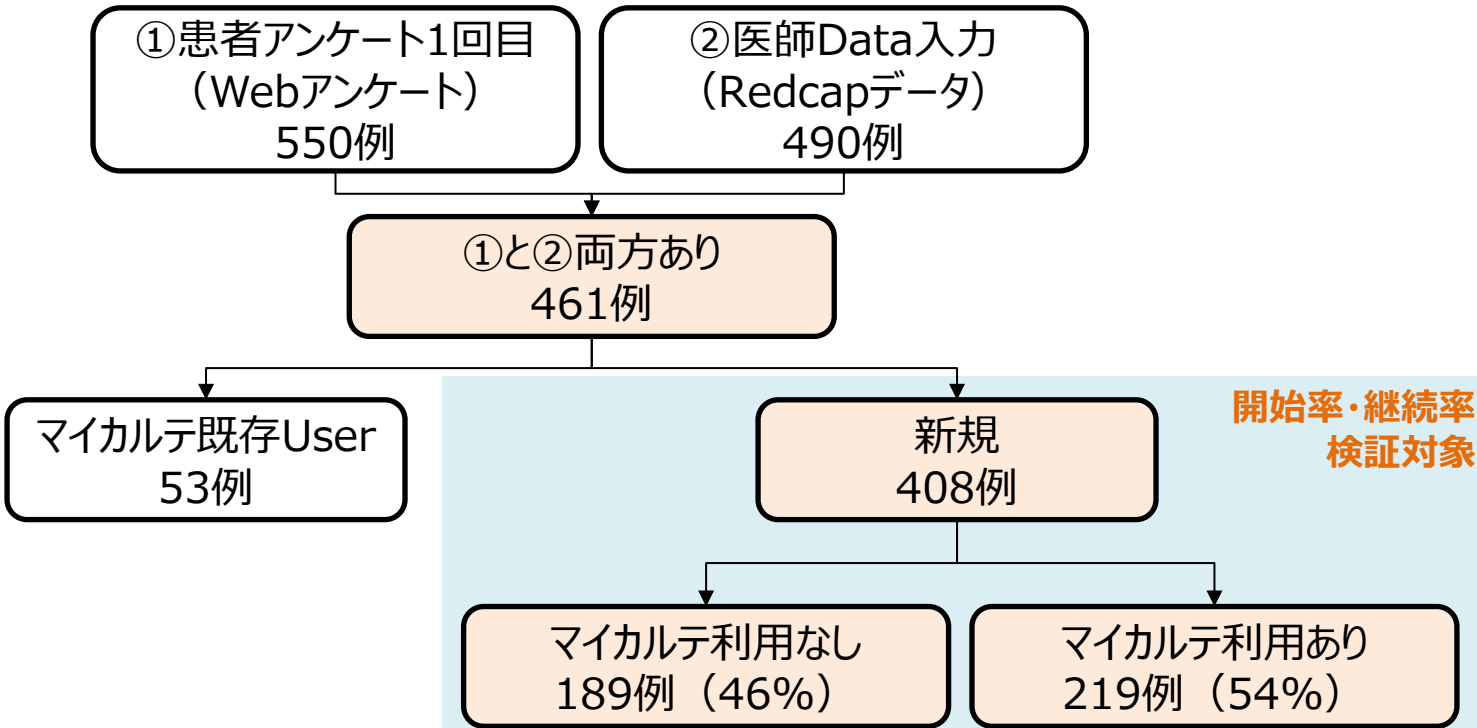 ①患者アンケート1回目
（Webアンケート）
550例
②医師Data入力
（Redcapデータ）
490例
①と②両方あり
461例
マイカルテ既存User
53例
新規
408例
開始率・継続率
検証対象
マイカルテ利用なし
189例（46%）
マイカルテ利用あり
219例（54%）